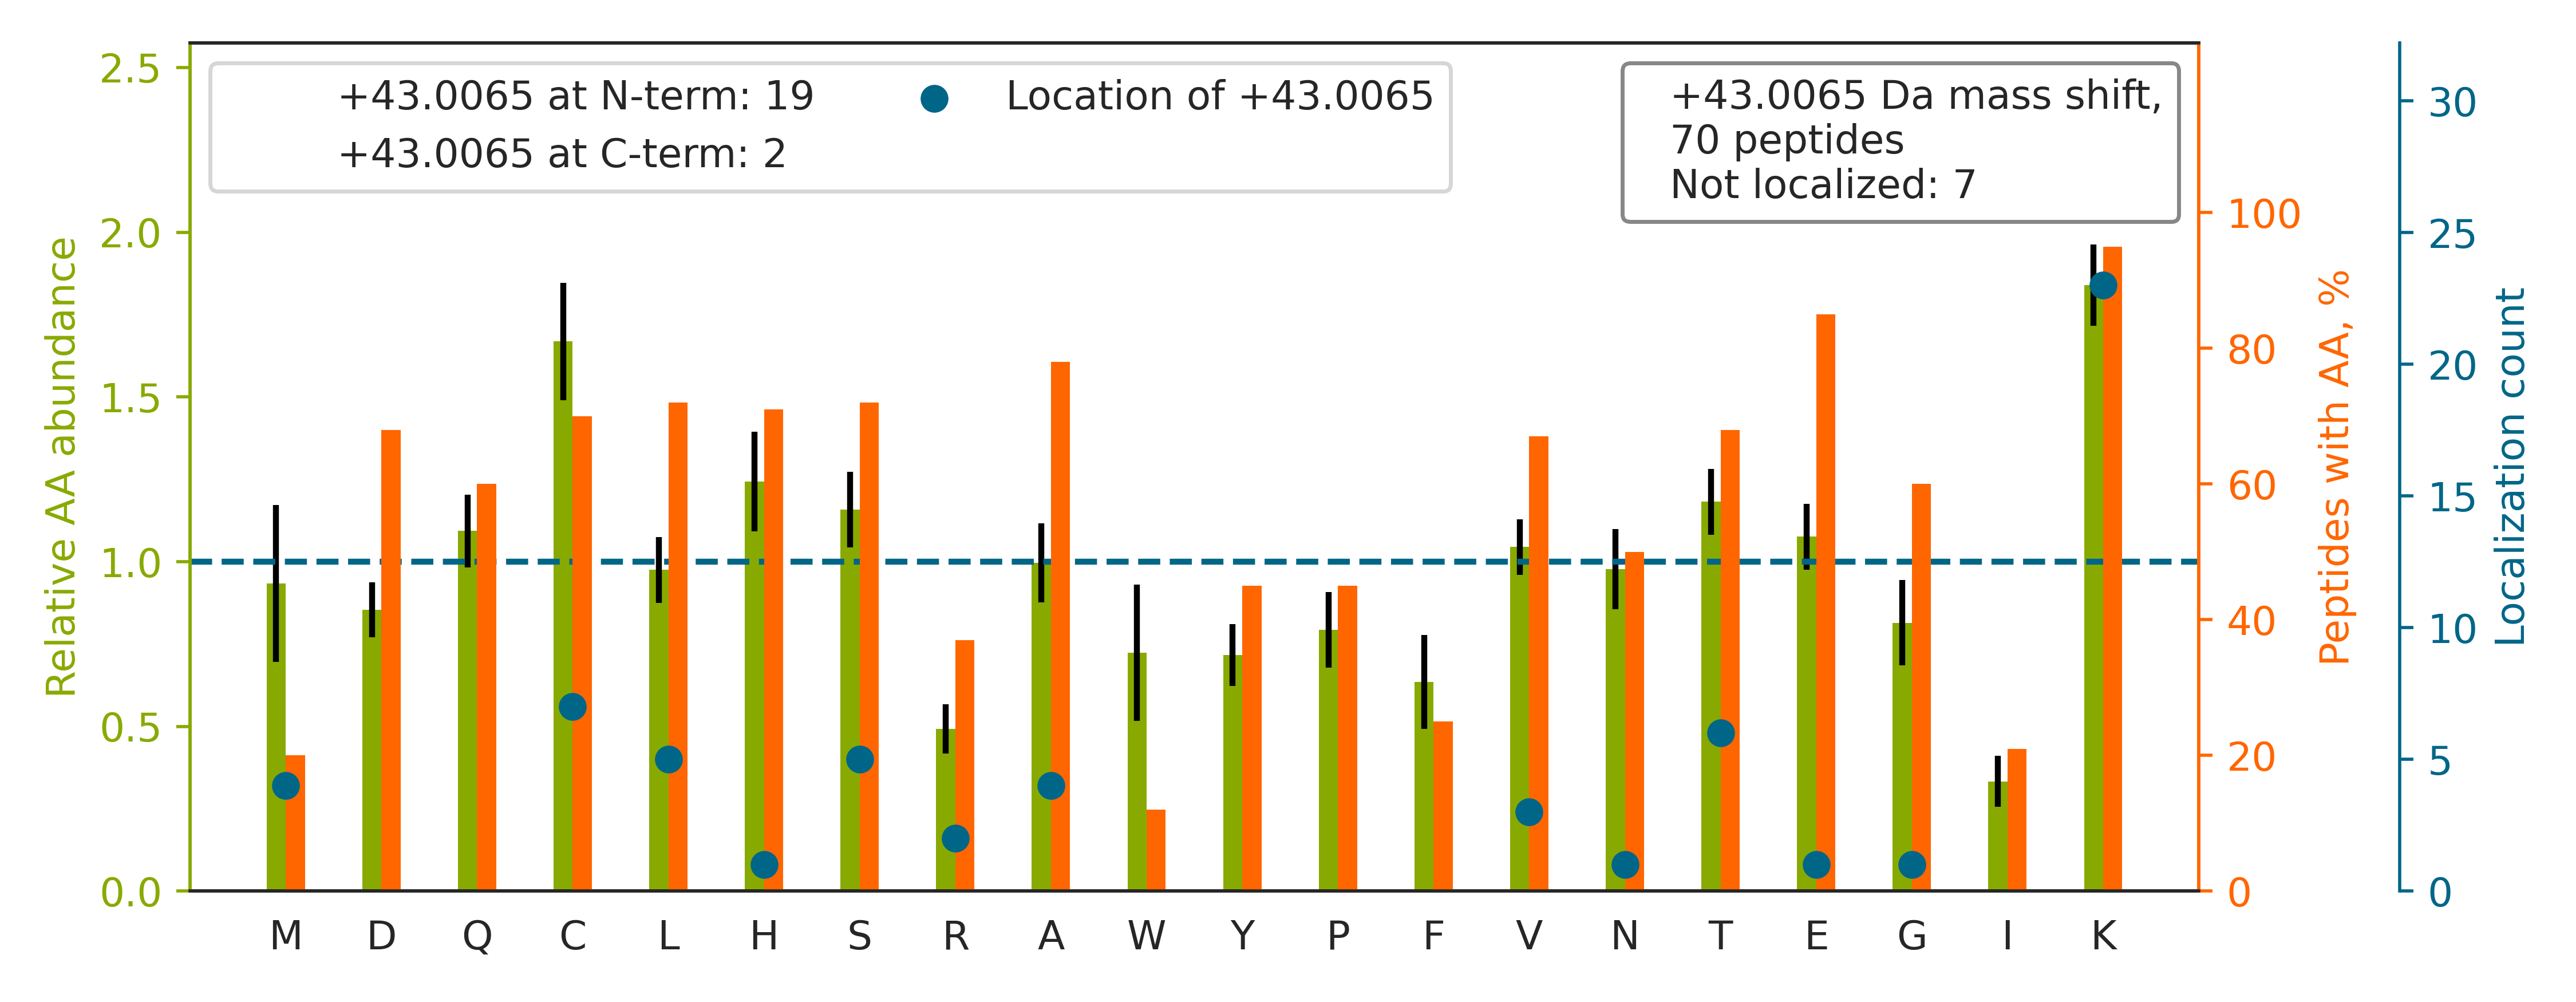 +43.0065 at N-term: 19
+43.0065 at C-term: 2
Location of +43.0065
+43.0065 Da mass shift,
70 peptides
Not localized: 7
Relative AA abundance
2.5
2.0
1.5
1.0
0.5
0.0
M D Q C L H S R A W Y P F V N T E G I K
100
80
60
40
20
0
Peptides with AA, %
30
25
20
15
10
5
0
Localization count